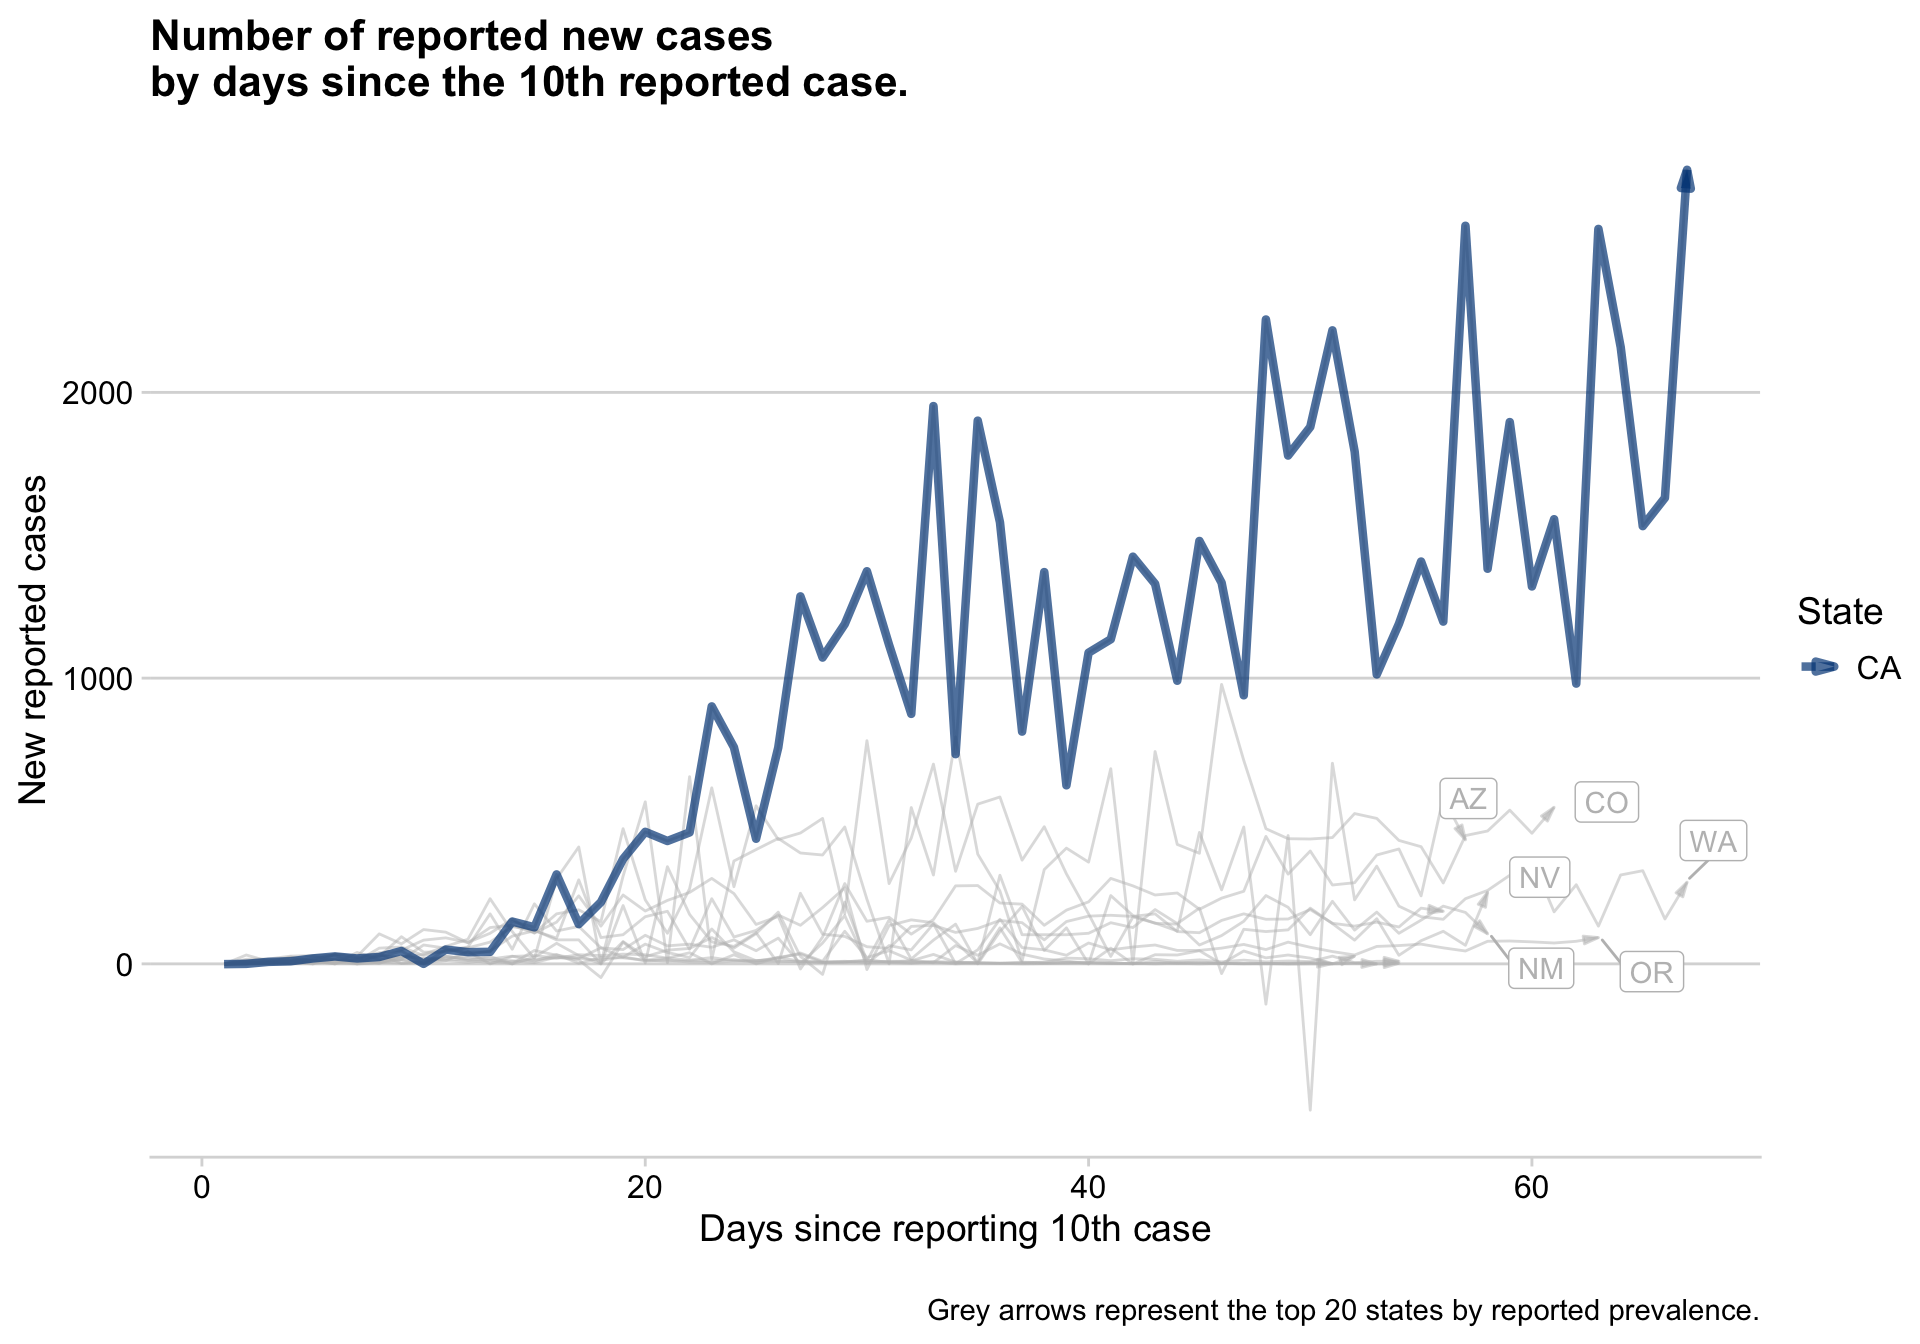 Number of reported new cases
by days since the 10th reported case.
New reported cases
2000
1000
0
AZ
CO
WA
NV
NM
OR
State
CA
0
20
40
60
Days since reporting 10th case
Grey arrows represent the top 20 states by reported prevalence.